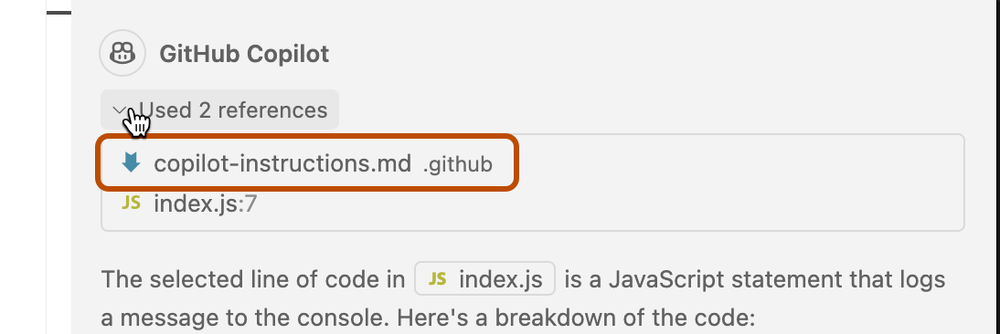 GitHub Copilot
Used 2 references
copilot-instructions.md .github
JS index.js:7
The selected line of code in JS index.js is a JavaScript statement that logs
a message to the console. Here's a breakdown of the code: